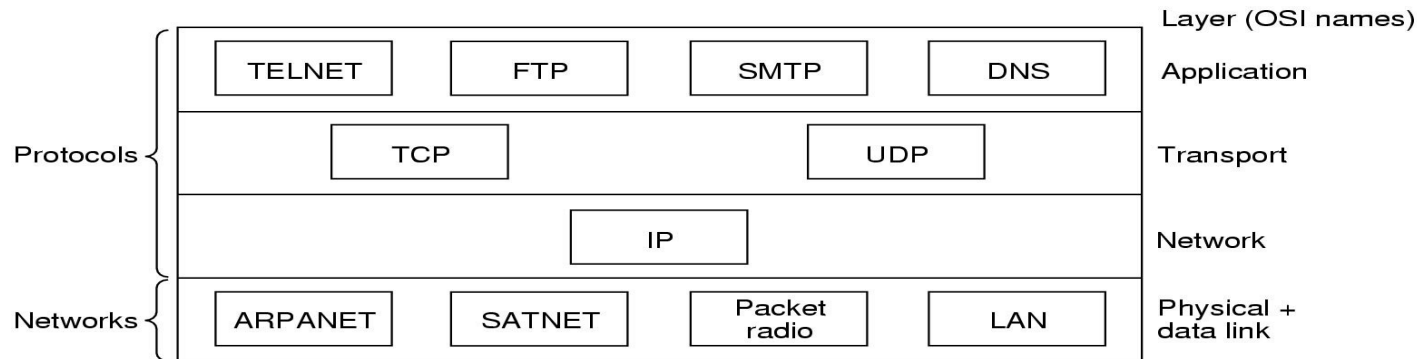 Layer (OSI names)
TELNET FTP SMTP DNS Application
Protocols TCP UDP Transport
IP Network
Networks ARPANET SATNET Packet radio LAN Physical + data link